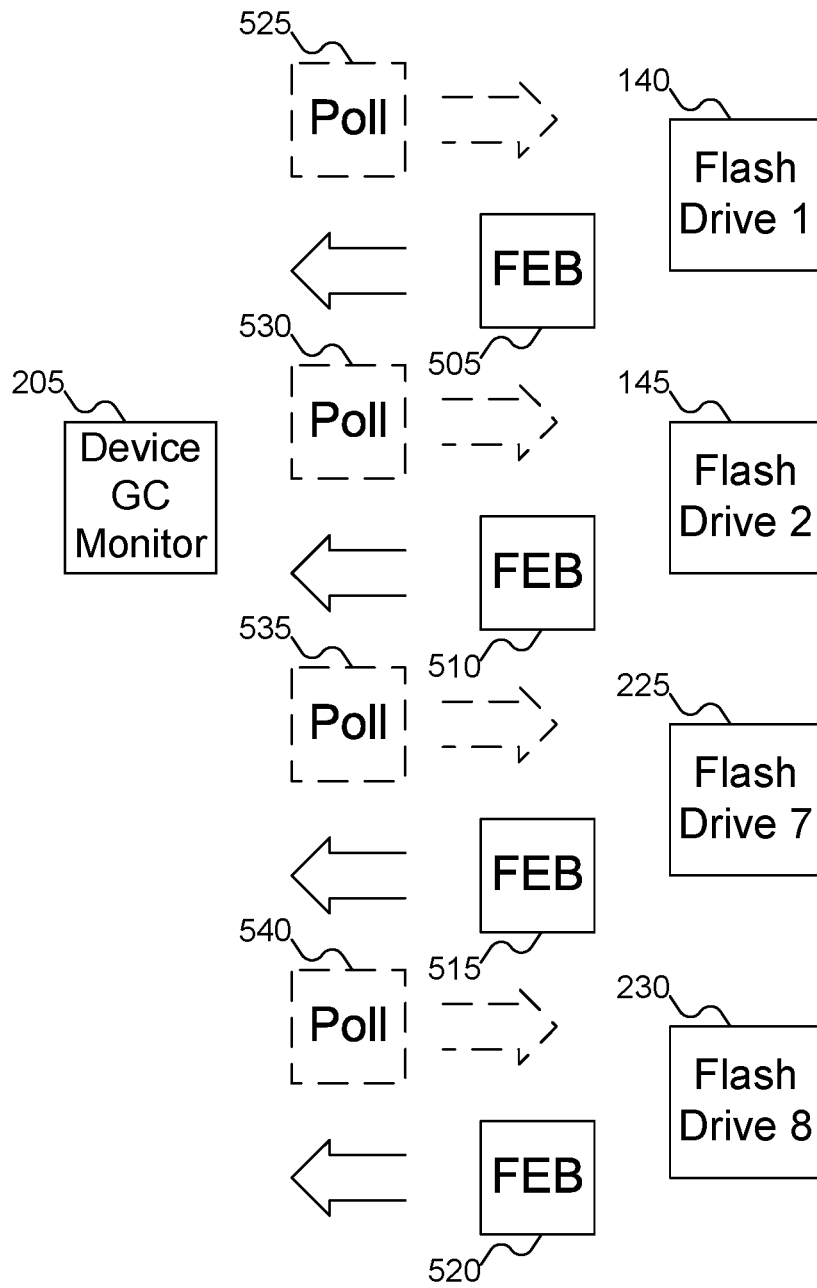 525
Poll
140
Flash
Drive 1
FEB
505
530
Poll
205
Device
GC
Monitor
145
Flash
Drive 2
FEB
510
535
Poll
225
Flash
Drive 7
FEB
515
540
Poll
230
Flash
Drive 8
FEB
520